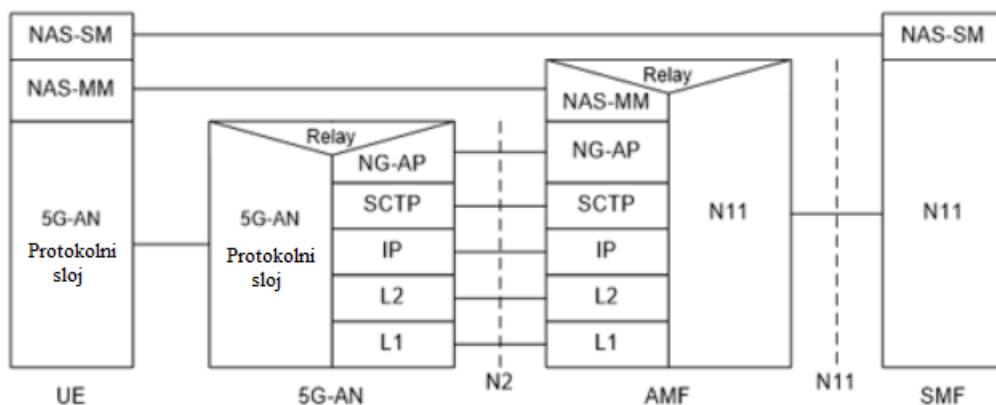 NAS-SM
NAS-SM
NAS-MM
Relay
NAS-MM
Relay
NG-AP
NG-AP
5G-AN
Protokolni
sloj
5G-AN
Protokolni
sloj
SCTP
SCTP
N11
N11
IP
IP
L2
L2
L1
L1
UE
5G-AN
N2
AMF
N11
SMF